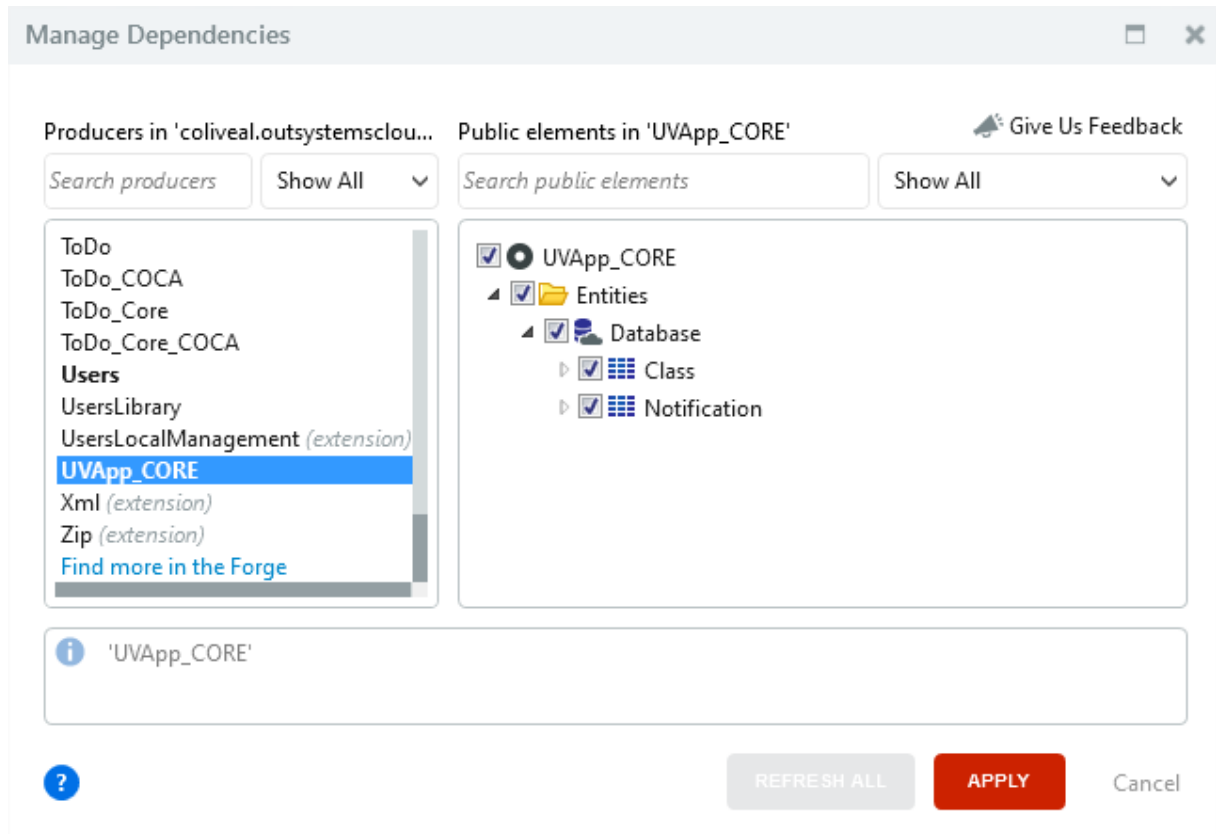 Manage Dependencies
Producers in 'coliveal.outsystemsclou...
Public elements in 'UVApp_CORE'
Give Us Feedback
Search producers
Show All
Search public elements
Show All
ToDo
ToDo_COCA
ToDo_Core
ToDo_Core_COCA
Users
UsersLibrary
UsersLocalManagement (extension)
UVApp_CORE
Xml (extension)
Zip (extension)
Find more in the Forge
UVApp_CORE
Entities
Database
Class
Notification
'UVApp_CORE'
REFRESH ALL
APPLY
Cancel